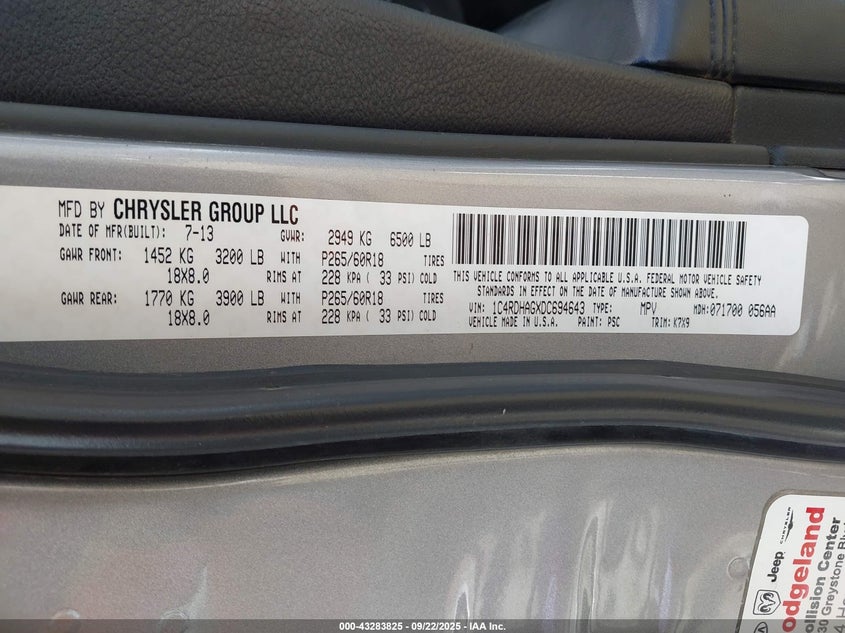 MFD BY CHRYSLER GROUP LLC
DATE OF MFR(BUILT): 7-13 GVWR: 2949 KG 6500 LB
GAWR FRONT: 1452 KG 3200 LB WITH P265/60R18 TIRES
18X8.0 RIMS AT 228 KPA ( 33 PSI) COLD
GAWR REAR: 1770 KG 3900 LB WITH P265/60R18 TIRES
18X8.0 RIMS AT 228 KPA ( 33 PSI) COLD
THIS VEHICLE CONFORMS TO ALL APPLICABLE U.S.A. FEDERAL MOTOR VEHICLE SAFETY
STANDARDS IN EFFECT ON THE DATE OF MANUFACTURE SHOWN ABOVE.
VIN: 1C4RDHAGXDC694643 TYPE: MPV MDH: 071700 056AA
VEHICLE MADE IN U.S.A. PAINT: PSC TRIM: K7X9
CHRYSLER
Jeep
odgeland
ollision Center
30 Greystone
000-43283825 - 09/22/2025 - IAA Inc.